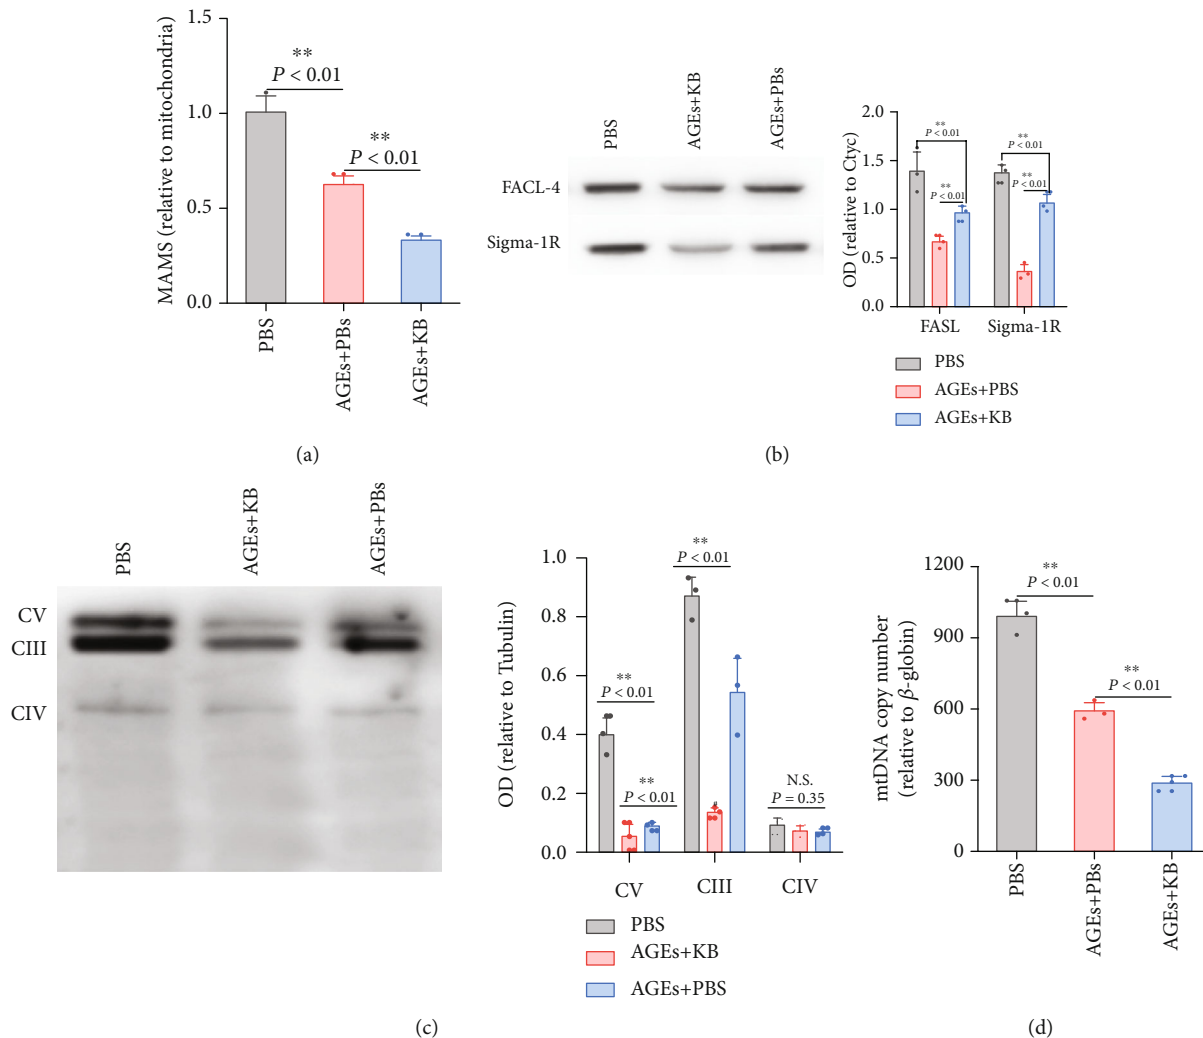 MAMS (relative to mitochondria)
1.5
1.0
0.5
0.0
**
P < 0.01
**
P < 0.01
PBS
AGEs+PBs
AGEs+KB
(a)
PBS
AGEs+KB
AGEs+PBs
FACL-4
Sigma-1R
OD (relative to Ctyc)
2.0
1.5
1.0
0.5
0.0
**
P < 0.01
**
P < 0.01
**
P < 0.01
**
P < 0.01
FASL
Sigma-1R
PBS
AGEs+PBS
AGEs+KB
(b)
PBS
AGEs+KB
AGEs+PBs
CV
CIII
CIV
OD (relative to Tubulin)
1.0
0.8
0.6
0.4
0.2
0.0
**
P < 0.01
**
P < 0.01
**
P < 0.01
#
N.S.
P = 0.35
CV
CIII
CIV
PBS
AGEs+KB
AGEs+PBS
(c)
mtDNA copy number
(relative to β-globin)
1200
900
600
300
0
**
P < 0.01
**
P < 0.01
PBS
AGEs+PBs
AGEs+KB
(d)